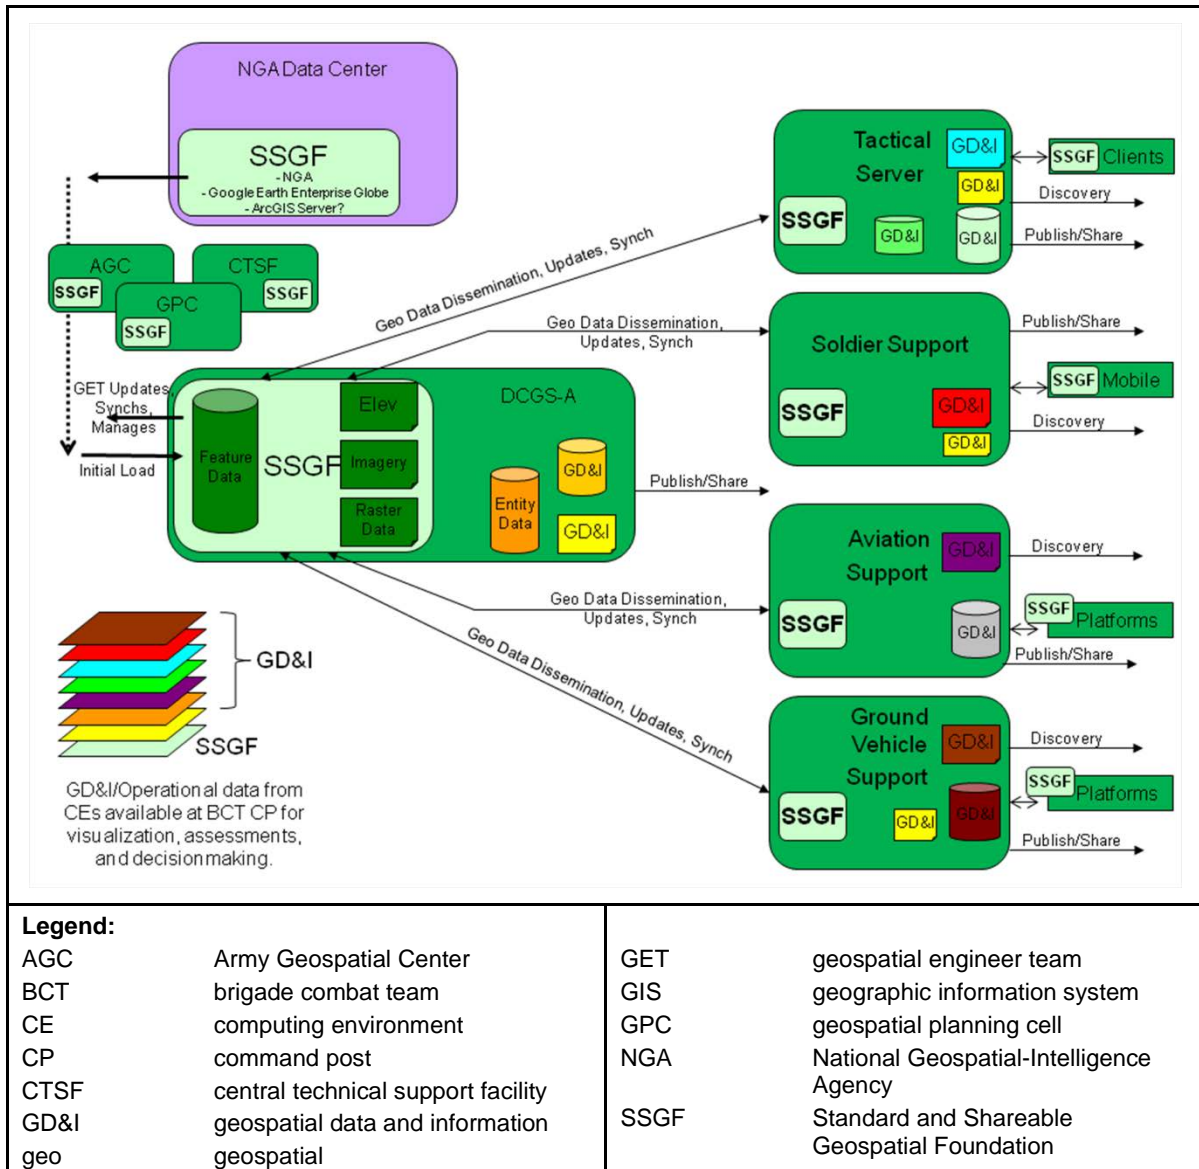 NGA Data Center
SSGF
-NGA
- Google Earth Enterprise Globe
- ArcGIS Server?
AGC
SSGF
CTSF
SSGF
GPC
SSGF
GET Updates,
Synchs,
Manages
Initial Load
Feature
Data
SSGF
Elev
Imagery
Raster
Data
DCGS-A
Entity
Data
GD&I
GD&I
Publish/Share
Geo Data Dissemination, Updates, Synch
Geo Data Dissemination,
Updates, Synch
Geo Data Dissemination,
Updates, Synch
Geo Data Dissemination, Updates, Synch
Tactical
Server
SSGF
GD&I
GD&I
GD&I
GD&I
SSGF Clients
Discovery
Publish/Share
Soldier Support
SSGF
GD&I
GD&I
Publish/Share
SSGF Mobile
Discovery
Aviation
Support
SSGF
GD&I
GD&I
Discovery
SSGF
Platforms
Publish/Share
Ground
Vehicle
Support
SSGF
GD&I
GD&I
GD&I
Discovery
SSGF
Platforms
Publish/Share
GD&I
SSGF
GD&I/Operational data from
CEs available at BCT CP for
visualization, assessments,
and decisionmaking.
Legend:
AGC Army Geospatial Center
BCT brigade combat team
CE computing environment
CP command post
CTSF central technical support facility
GD&I geospatial data and information
geo geospatial
GET geospatial engineer team
GIS geographic information system
GPC geospatial planning cell
NGA National Geospatial-Intelligence
Agency
SSGF Standard and Shareable
Geospatial Foundation